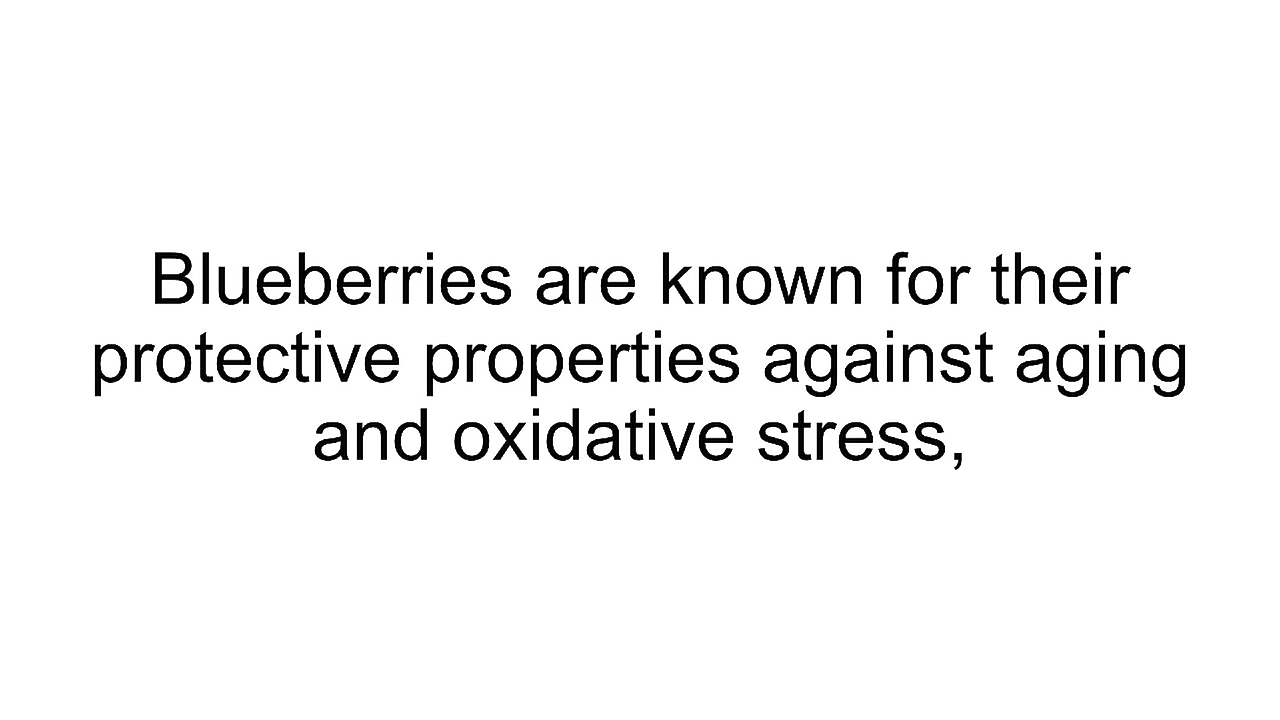 Blueberries are known for their
protective properties against aging
and oxidative stress,